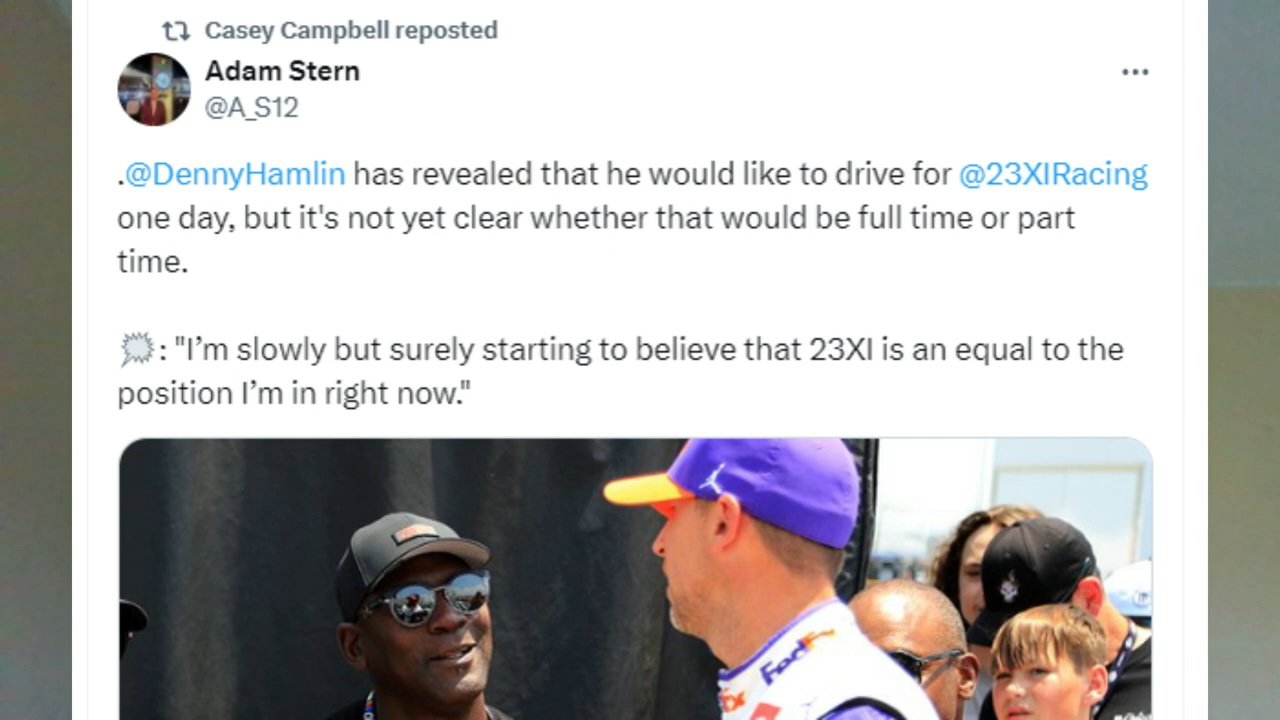 Casey Campbell reposted
Adam Stern
@A_S12
.@DennyHamlin has revealed that he would like to drive for @23XIRacing
one day, but it's not yet clear whether that would be full time or part
time.
: "I’m slowly but surely starting to believe that 23XI is an equal to the
position I’m in right now."
FedEx